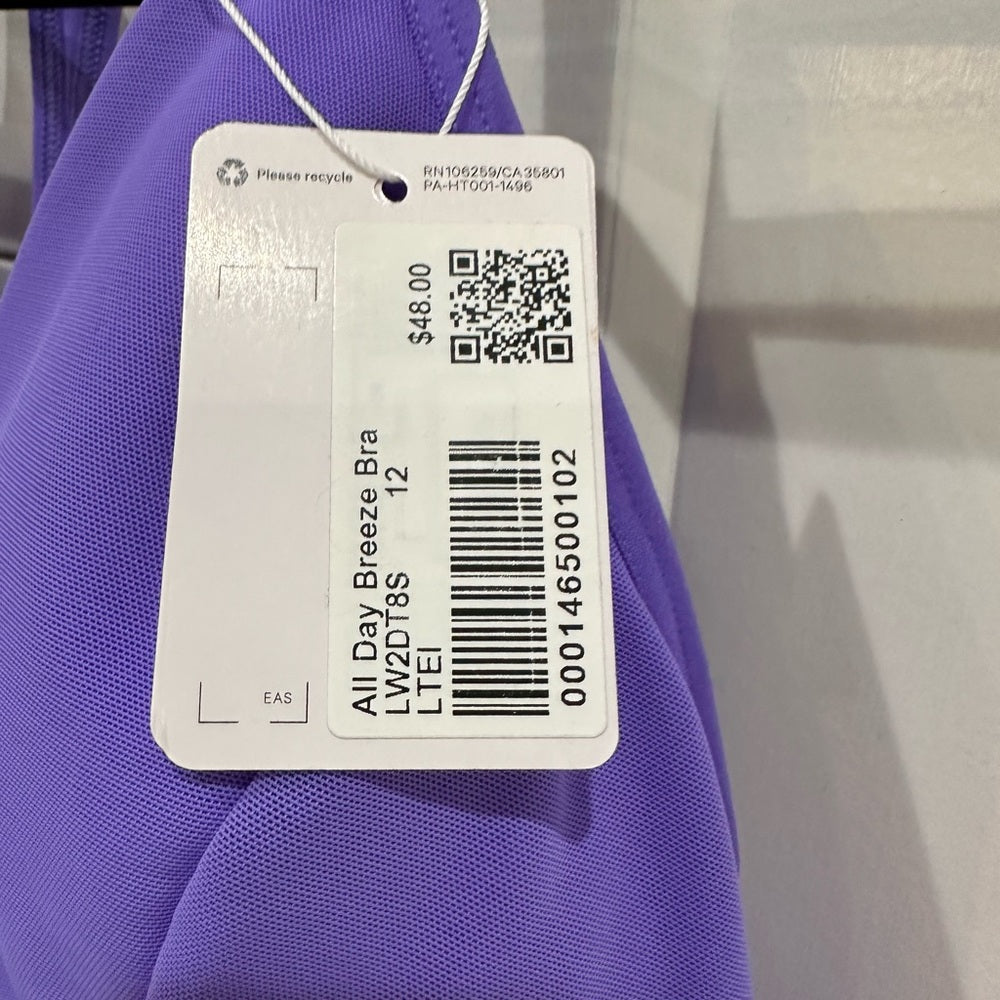 Please recycle
RN106259/CA35801
PA-HT001-1496
$48.00
All Day Breeze Bra
LW2DT8S 12
LTEI
000146500102
EAS